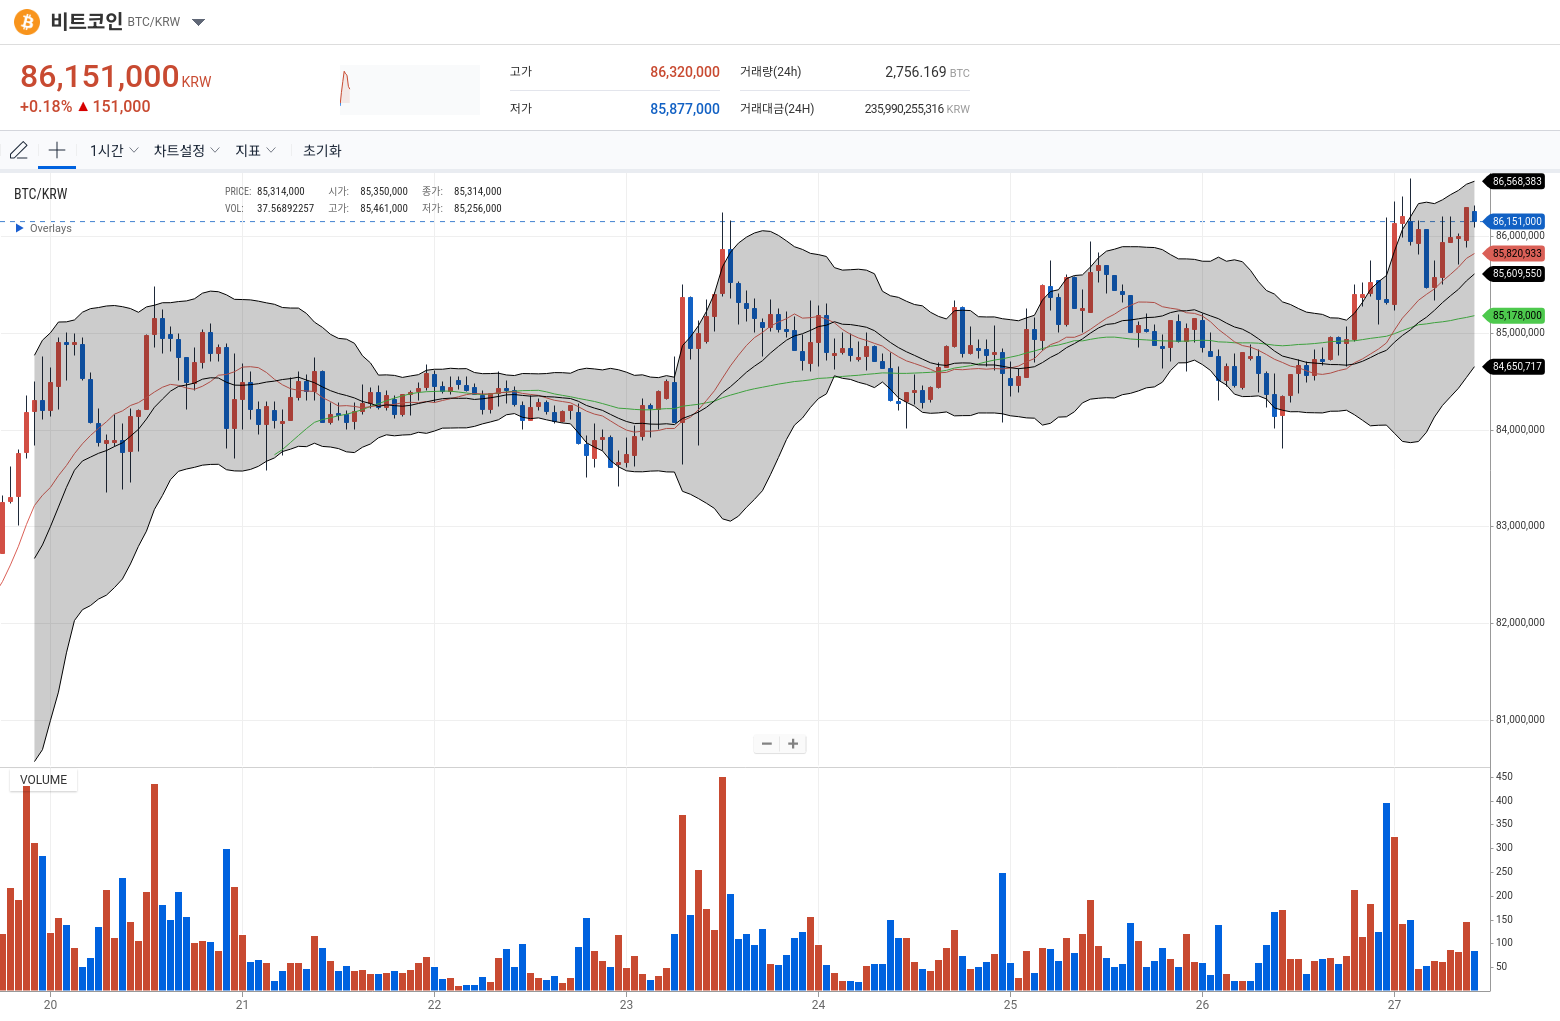 비트코인 BTC/KRW
86,151,000 KRW
+0.18% ▲ 151,000
고가 86,320,000 거래량(24h) 2,756.169 BTC
저가 85,877,000 거래대금(24H) 235,990,255,316 KRW
1시간 차트설정 지표 초기화
BTC/KRW
PRICE: 85,314,000 시가: 85,350,000 종가: 85,314,000
VOL: 37.56892257 고가: 85,461,000 저가: 85,256,000
Overlays
86,568,383
86,151,000
86,000,000
85,820,933
85,609,550
85,178,000
85,000,000
84,650,717
84,000,000
83,000,000
82,000,000
81,000,000
VOLUME
450
400
350
300
250
200
150
100
50
20 21 22 23 24 25 26 27